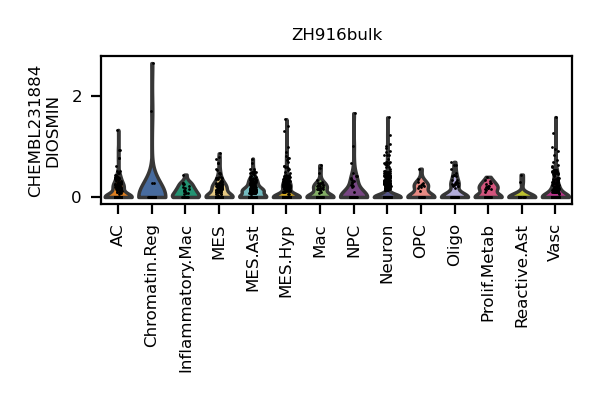 ZH916bulk
CHEMBL231884
DIOSMIN
2
0
AC
Chromatin.Reg
Inflammatory.Mac
MES
MES.Ast
MES.Hyp
Mac
NPC
Neuron
OPC
Oligo
Prolif.Metab
Reactive.Ast
Vasc